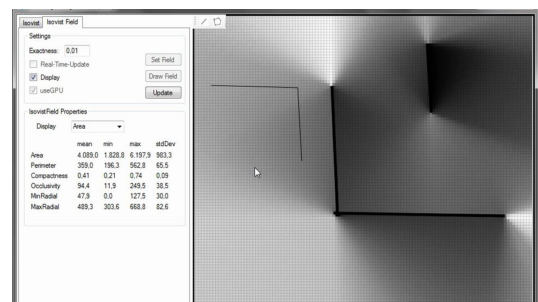 Isovist Isovist Field
Settings
Exactness: 0,01
Real-Time-Update
Display
useGPU
Set Field
Draw Field
Update
IsovistField Properties
Display Area
mean min max stdDev
Area 4.089,0 1.828,8 6.197,9 983,3
Perimeter 359,0 196,3 562,8 65,5
Compactness 0,41 0,21 0,74 0,09
Occlusivity 94,4 11,9 249,5 38,5
MinRadial 47,9 0,0 127,5 30,0
MaxRadial 489,3 303,6 668,8 82,6